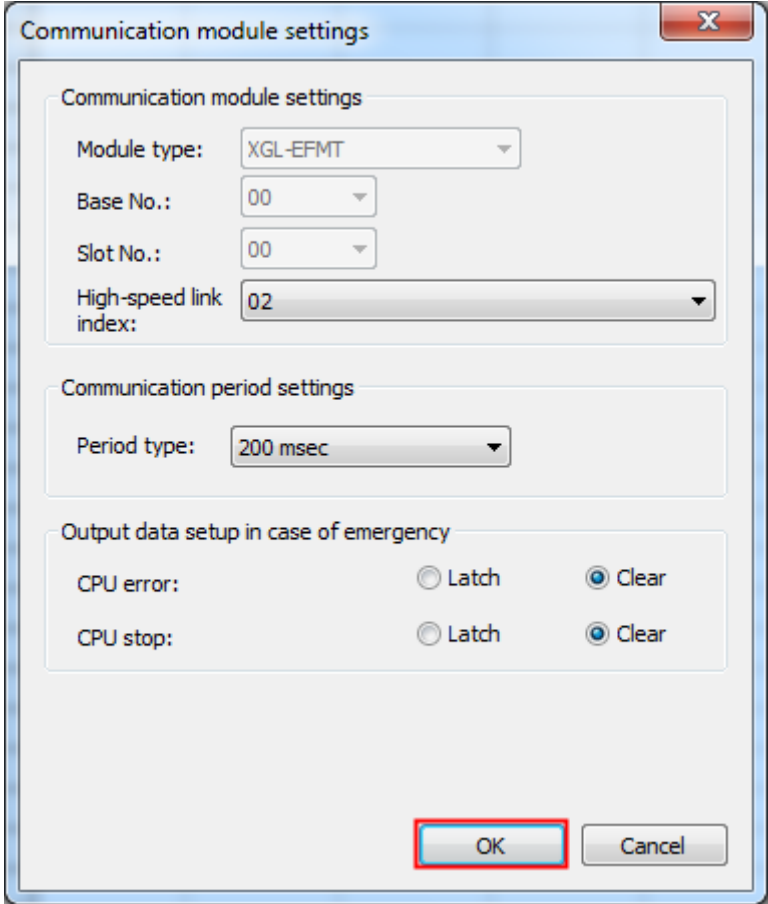 Communication module settings
Communication module settings
Module type: XGL-EFMT
Base No.: 00
Slot No.: 00
High-speed link index: 02
Communication period settings
Period type: 200 msec
Output data setup in case of emergency
CPU error: Latch Clear
CPU stop: Latch Clear
OK Cancel